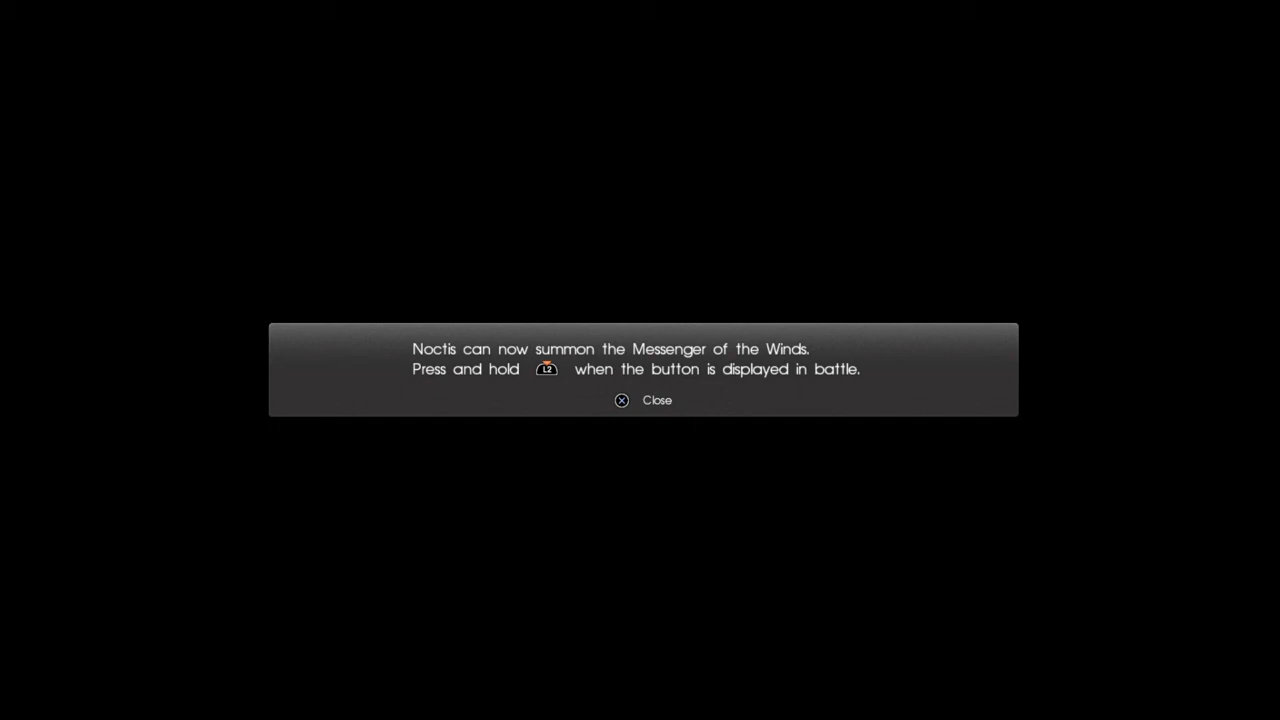 Noctis can now summon the Messenger of the Winds.
Press and hold L2 when the button is displayed in battle.
Close